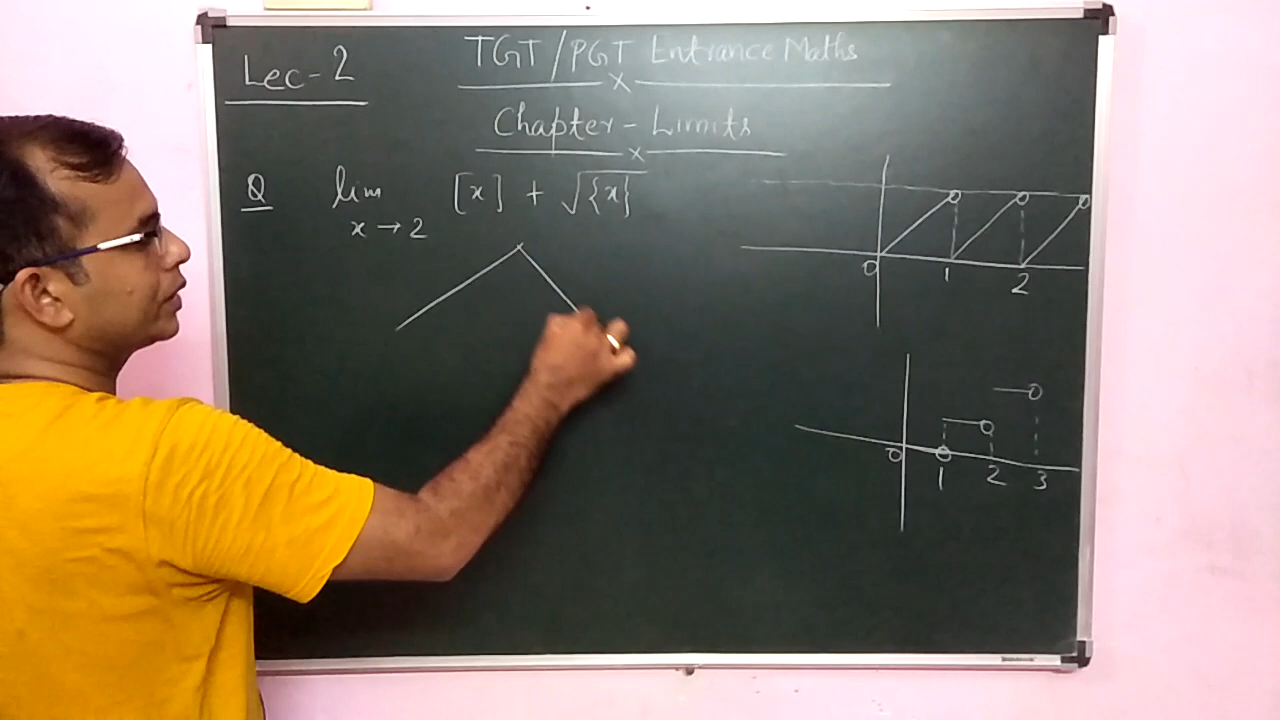 Lec-2
TGT/PGT Entrance Maths
Chapter - Limits
Q lim x→2 [x] + √{x}
0 1 2
0 1 2 3